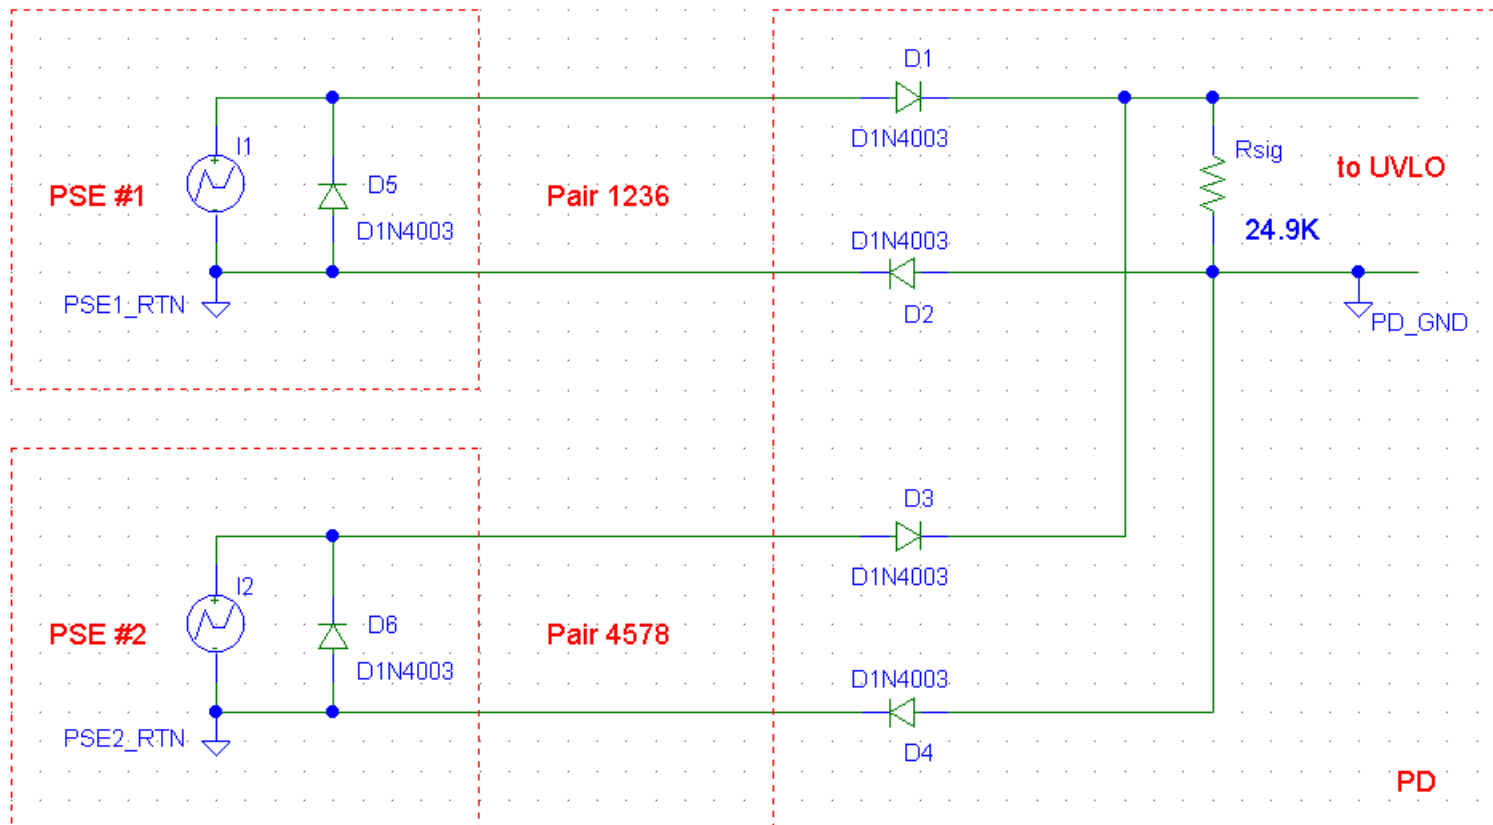 D1
I1
D1N4003
Rsig
to UVLO
PSE #1
D5
Pair 1236
D1N4003
D1N4003
24.9K
PSE1_RTN
D2
PD_GND
D3
I2
D1N4003
PSE #2
D6
Pair 4578
D1N4003
D1N4003
PSE2_RTN
D4
PD